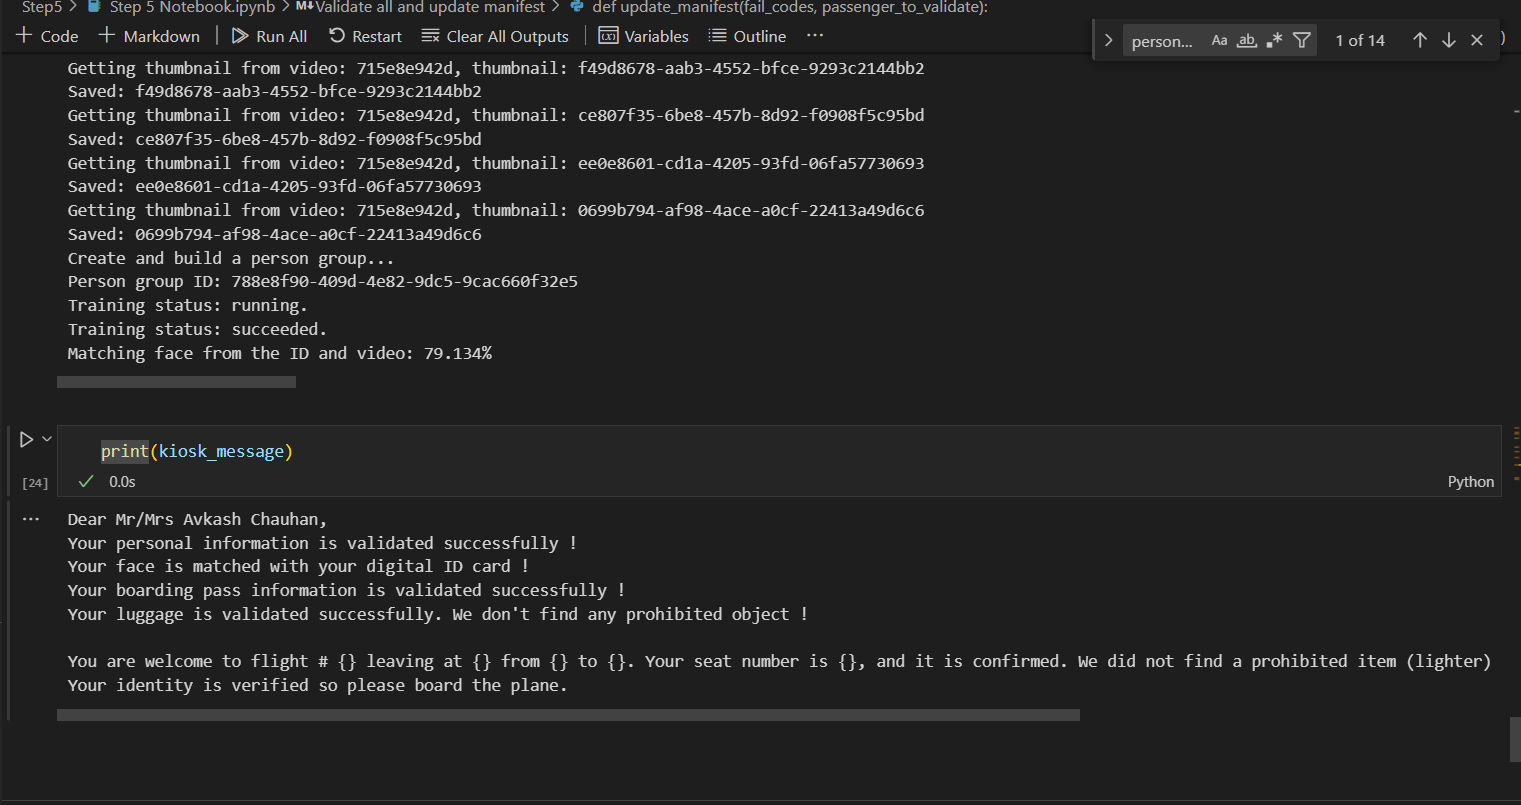 Step5 > Step 5 Notebook.ipynb > M↓Validate all and update manifest > def update_manifest(fail_codes, passenger_to_validate):
+ Code + Markdown | Run All Restart Clear All Outputs | Variables Outline ...
person... Aa ab .* 1 of 14
Getting thumbnail from video: 715e8e942d, thumbnail: f49d8678-aab3-4552-bfce-9293c2144bb2
Saved: f49d8678-aab3-4552-bfce-9293c2144bb2
Getting thumbnail from video: 715e8e942d, thumbnail: ce807f35-6be8-457b-8d92-f0908f5c95bd
Saved: ce807f35-6be8-457b-8d92-f0908f5c95bd
Getting thumbnail from video: 715e8e942d, thumbnail: ee0e8601-cd1a-4205-93fd-06fa57730693
Saved: ee0e8601-cd1a-4205-93fd-06fa57730693
Getting thumbnail from video: 715e8e942d, thumbnail: 0699b794-af98-4ace-a0cf-22413a49d6c6
Saved: 0699b794-af98-4ace-a0cf-22413a49d6c6
Create and build a person group...
Person group ID: 788e8f90-409d-4e82-9dc5-9cac660f32e5
Training status: running.
Training status: succeeded.
Matching face from the ID and video: 79.134%
print(kiosk_message)
[24] ✓ 0.0s Python
Dear Mr/Mrs Avkash Chauhan,
Your personal information is validated successfully !
Your face is matched with your digital ID card !
Your boarding pass information is validated successfully !
Your luggage is validated successfully. We don't find any prohibited object !
You are welcome to flight # {} leaving at {} from {} to {}. Your seat number is {}, and it is confirmed. We did not find a prohibited item (lighter)
Your identity is verified so please board the plane.